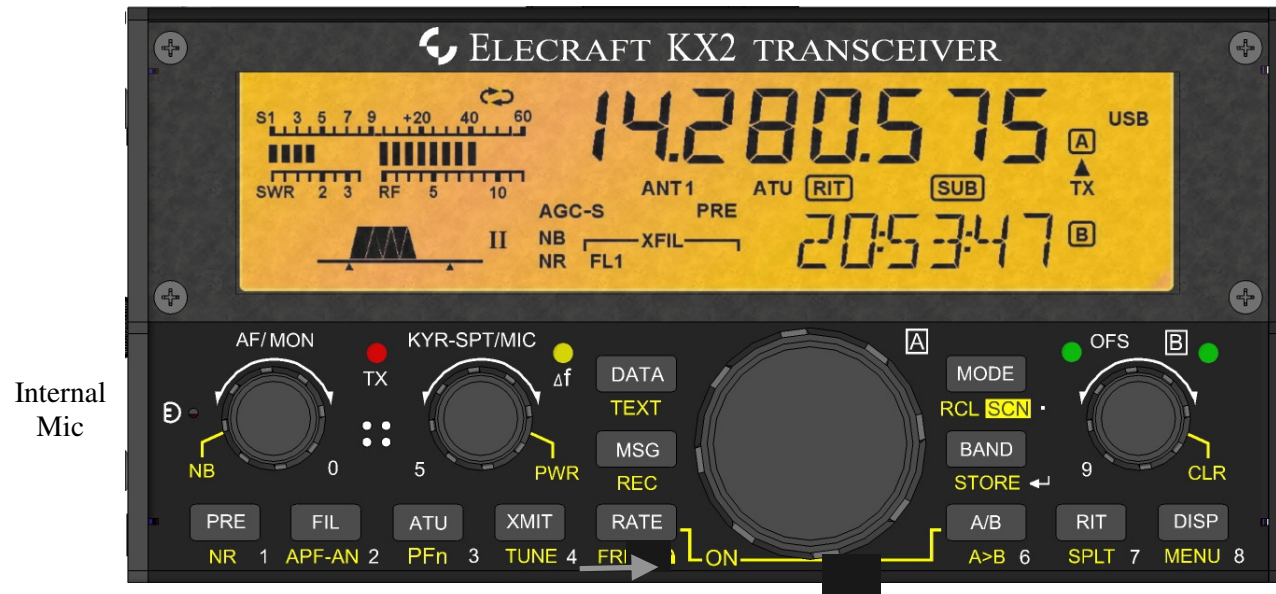 ELECRAFT KX2 TRANSCEIVER
S1 3 5 7 9 +20 40 60
14.280.575 USB
A
SWR 2 3 RF 5 10
ANT1 ATU RIT SUB TX
AGC-S PRE
II NB XFIL 20:53:47 B
NR FL1
AF/MON KYR-SPT/MIC A OFS B
TX Δf DATA MODE
TEXT RCL SCN
Internal
Mic
MSG BAND
NB 0 5 PWR REC STORE 9 CLR
PRE FIL ATU XMIT RATE A/B RIT DISP
NR 1 APF-AN 2 PFn 3 TUNE 4 ON A>B 6 SPLT 7 MENU 8